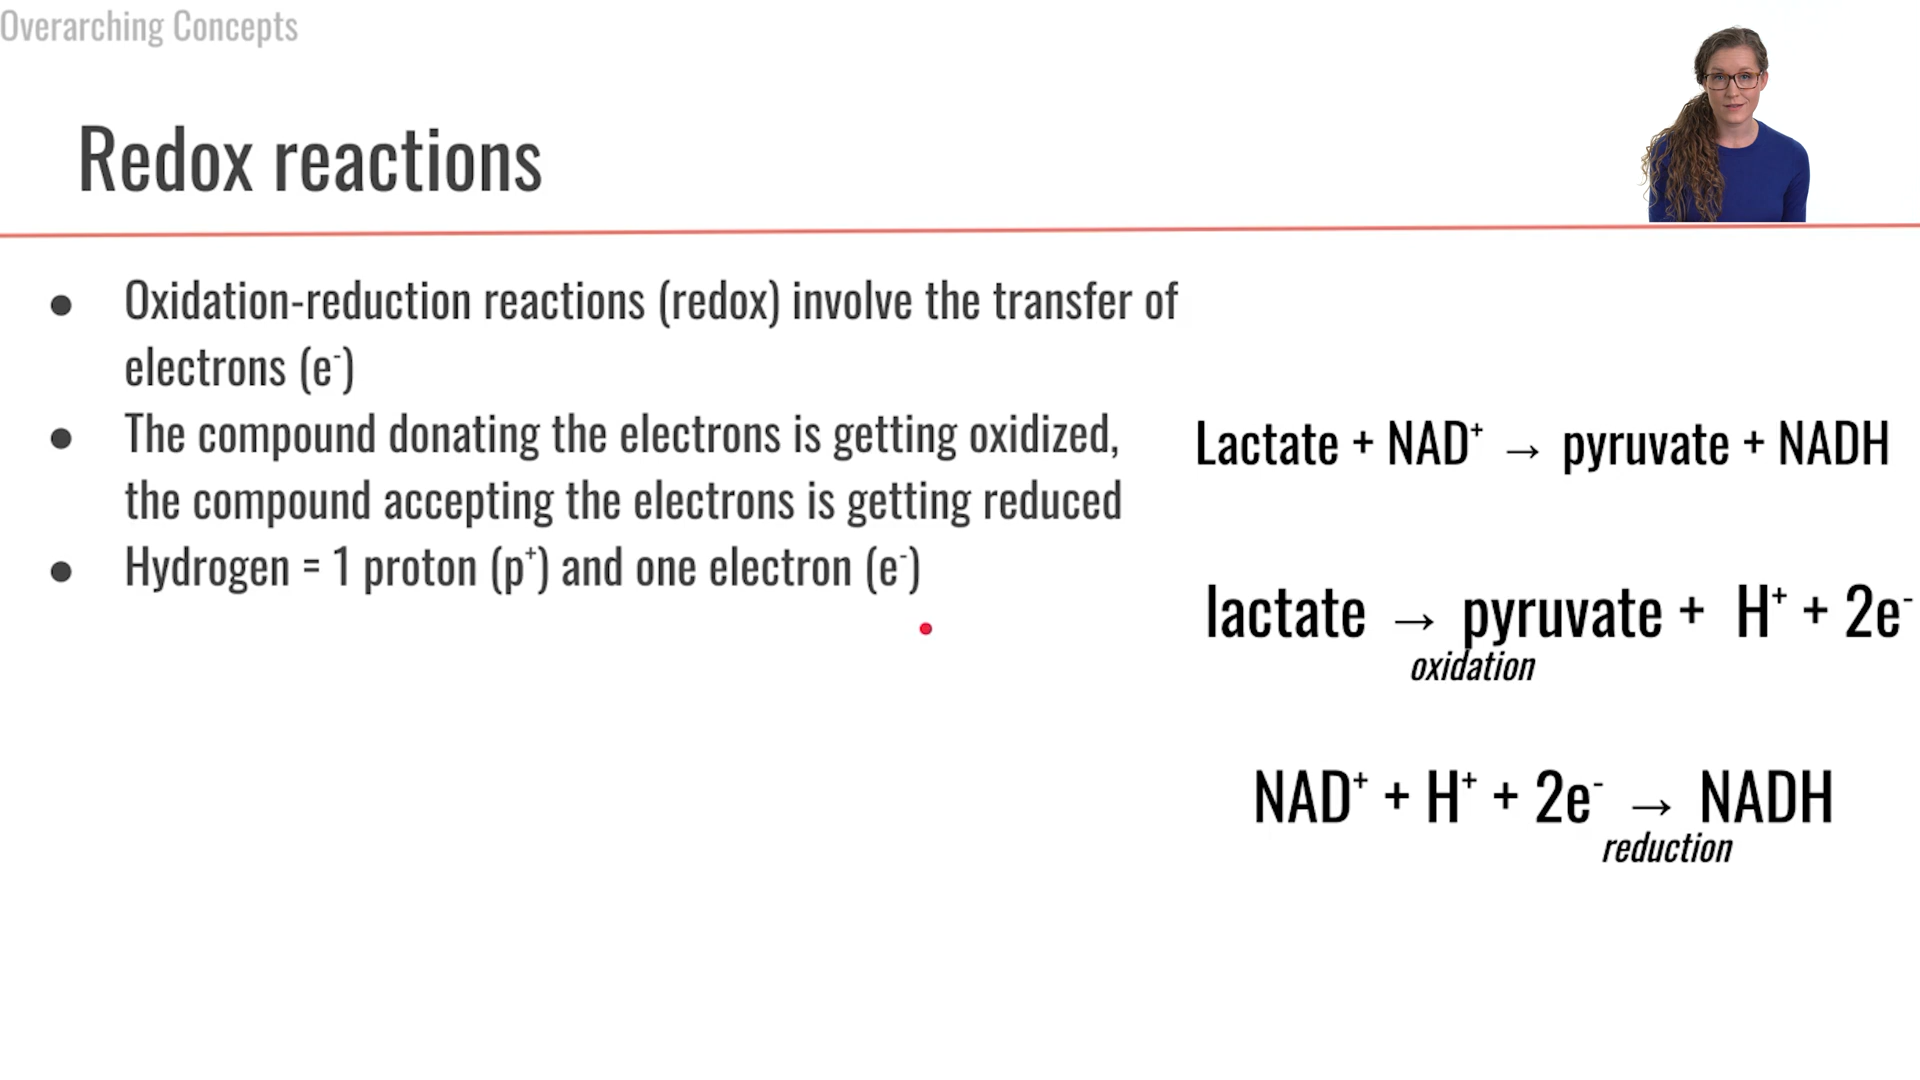 Overarching Concepts
Redox reactions
● Oxidation-reduction reactions (redox) involve the transfer of
electrons (e⁻)
● The compound donating the electrons is getting oxidized,
the compound accepting the electrons is getting reduced
● Hydrogen = 1 proton (p⁺) and one electron (e⁻)
Lactate + NAD⁺ → pyruvate + NADH
lactate → pyruvate + H⁺ + 2e⁻
oxidation
NAD⁺ + H⁺ + 2e⁻ → NADH
reduction